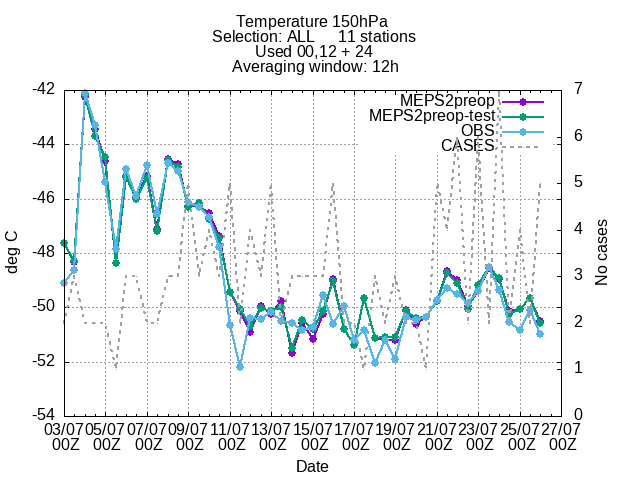 Temperature 150hPa
Selection: ALL 11 stations
Used 00,12 + 24
Averaging window: 12h
-42 7
MEPS2preop
MEPS2preop-test
OBS
CASES
-44 6
-46 5
-48 4
deg C
No cases
-50 3
2
-52 1
-54 0
03/07 05/07 07/07 09/07 11/07 13/07 15/07 17/07 19/07 21/07 23/07 25/07 27/07
00Z 00Z 00Z 00Z 00Z 00Z 00Z 00Z 00Z 00Z 00Z 00Z 00Z
Date